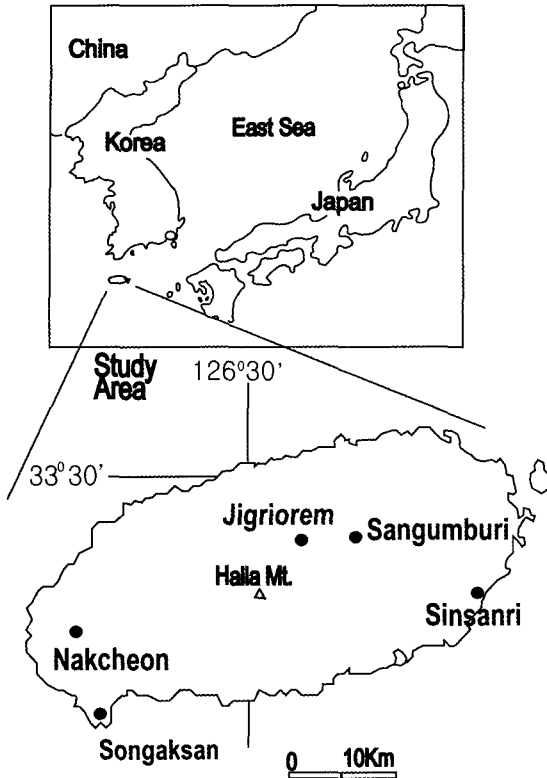 China
Korea
East Sea
Japan
Study
Area
126°30'
33°30'
Jigriorem
Sangumburi
Halla Mt.
Sinsanri
Nakcheon
Songaksan
0 10Km